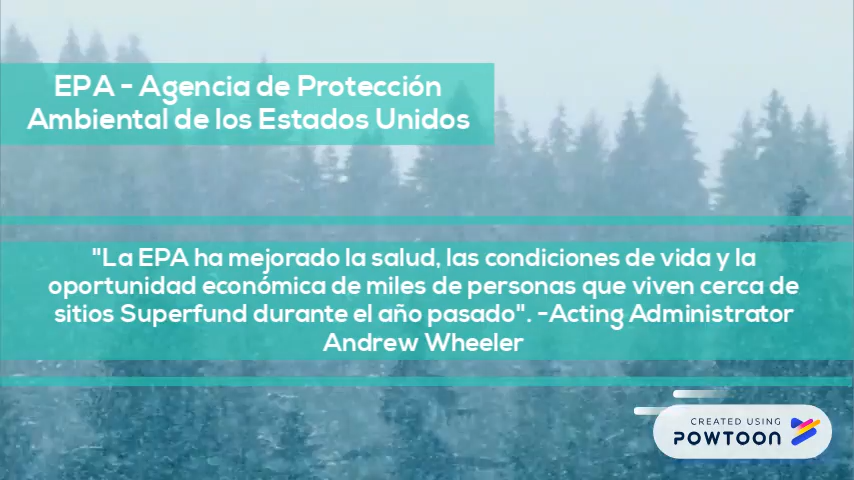 EPA - Agencia de Protección
Ambiental de los Estados Unidos
"La EPA ha mejorado la salud, las condiciones de vida y la
oportunidad económica de miles de personas que viven cerca de
sitios Superfund durante el año pasado". -Acting Administrator
Andrew Wheeler
CREATED USING
POWTOON